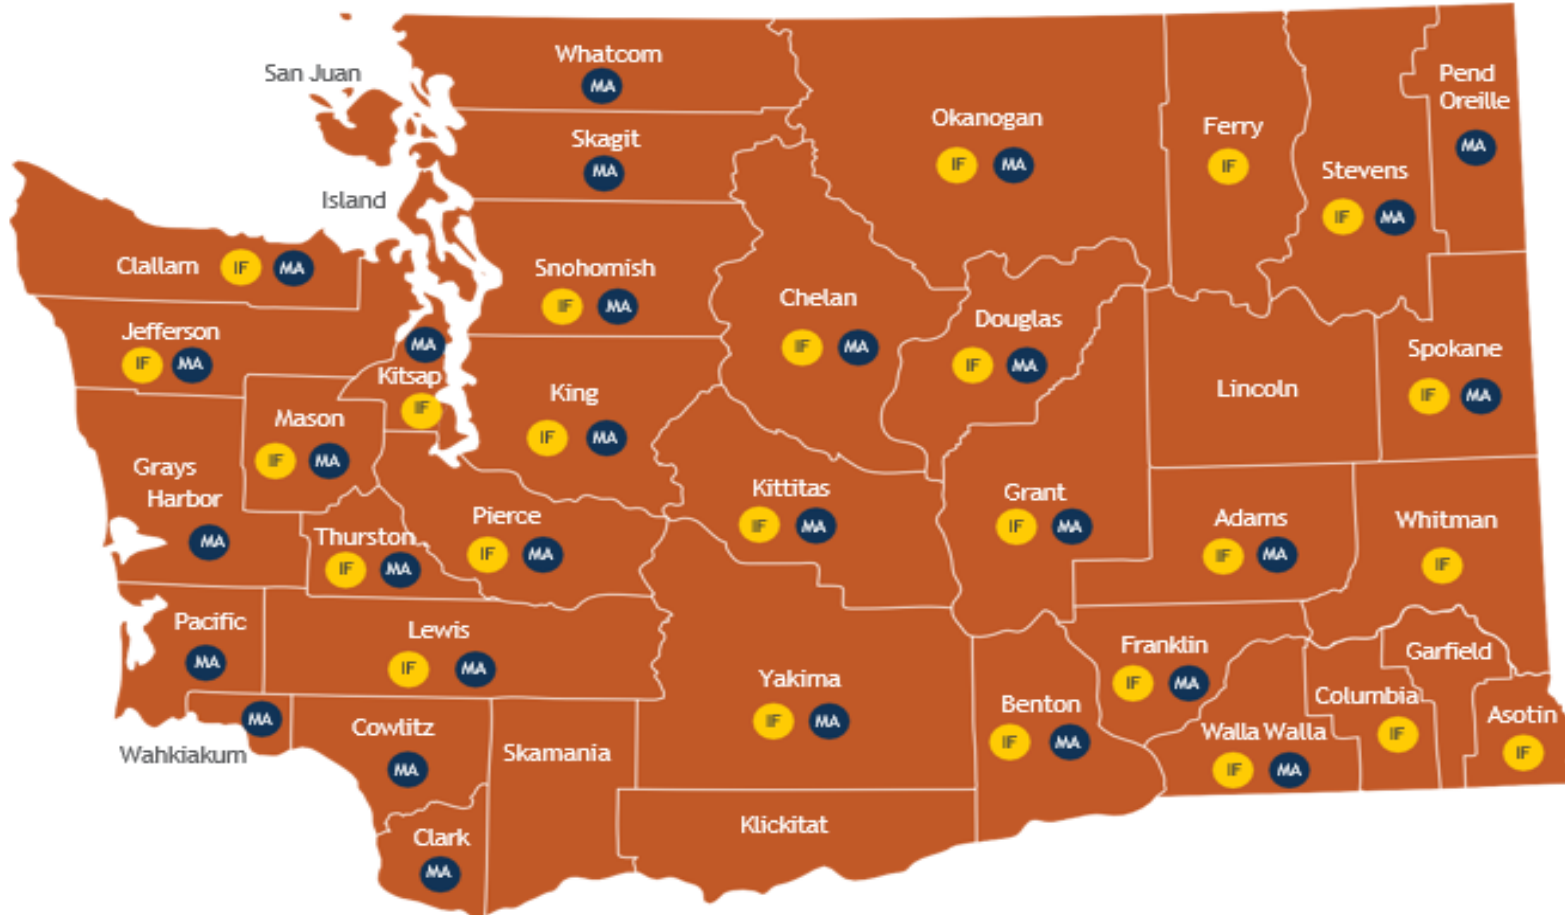 Whatcom
MA
San Juan
Skagit
MA
Island
Okanogan
IF MA
Ferry
IF
Stevens
IF MA
Pend
Oreille
MA
Clallam IF MA
Snohomish
IF MA
Chelan
IF MA
Douglas
IF MA
Jefferson
IF MA
MA
Kitsap
IF
King
IF MA
Lincoln
Spokane
IF MA
Mason
IF MA
Grays
Harbor
MA
Thurston
IF MA
Pierce
IF MA
Kittitas
IF MA
Grant
IF MA
Adams
IF MA
Whitman
IF
Pacific
MA
Lewis
IF MA
Yakima
IF MA
Benton
IF MA
Franklin
IF MA
Garfield
Columbia
IF
Asotin
IF
Walla Walla
IF MA
MA
Wahkiakum
Cowlitz
MA
Skamania
Klickitat
Clark
MA